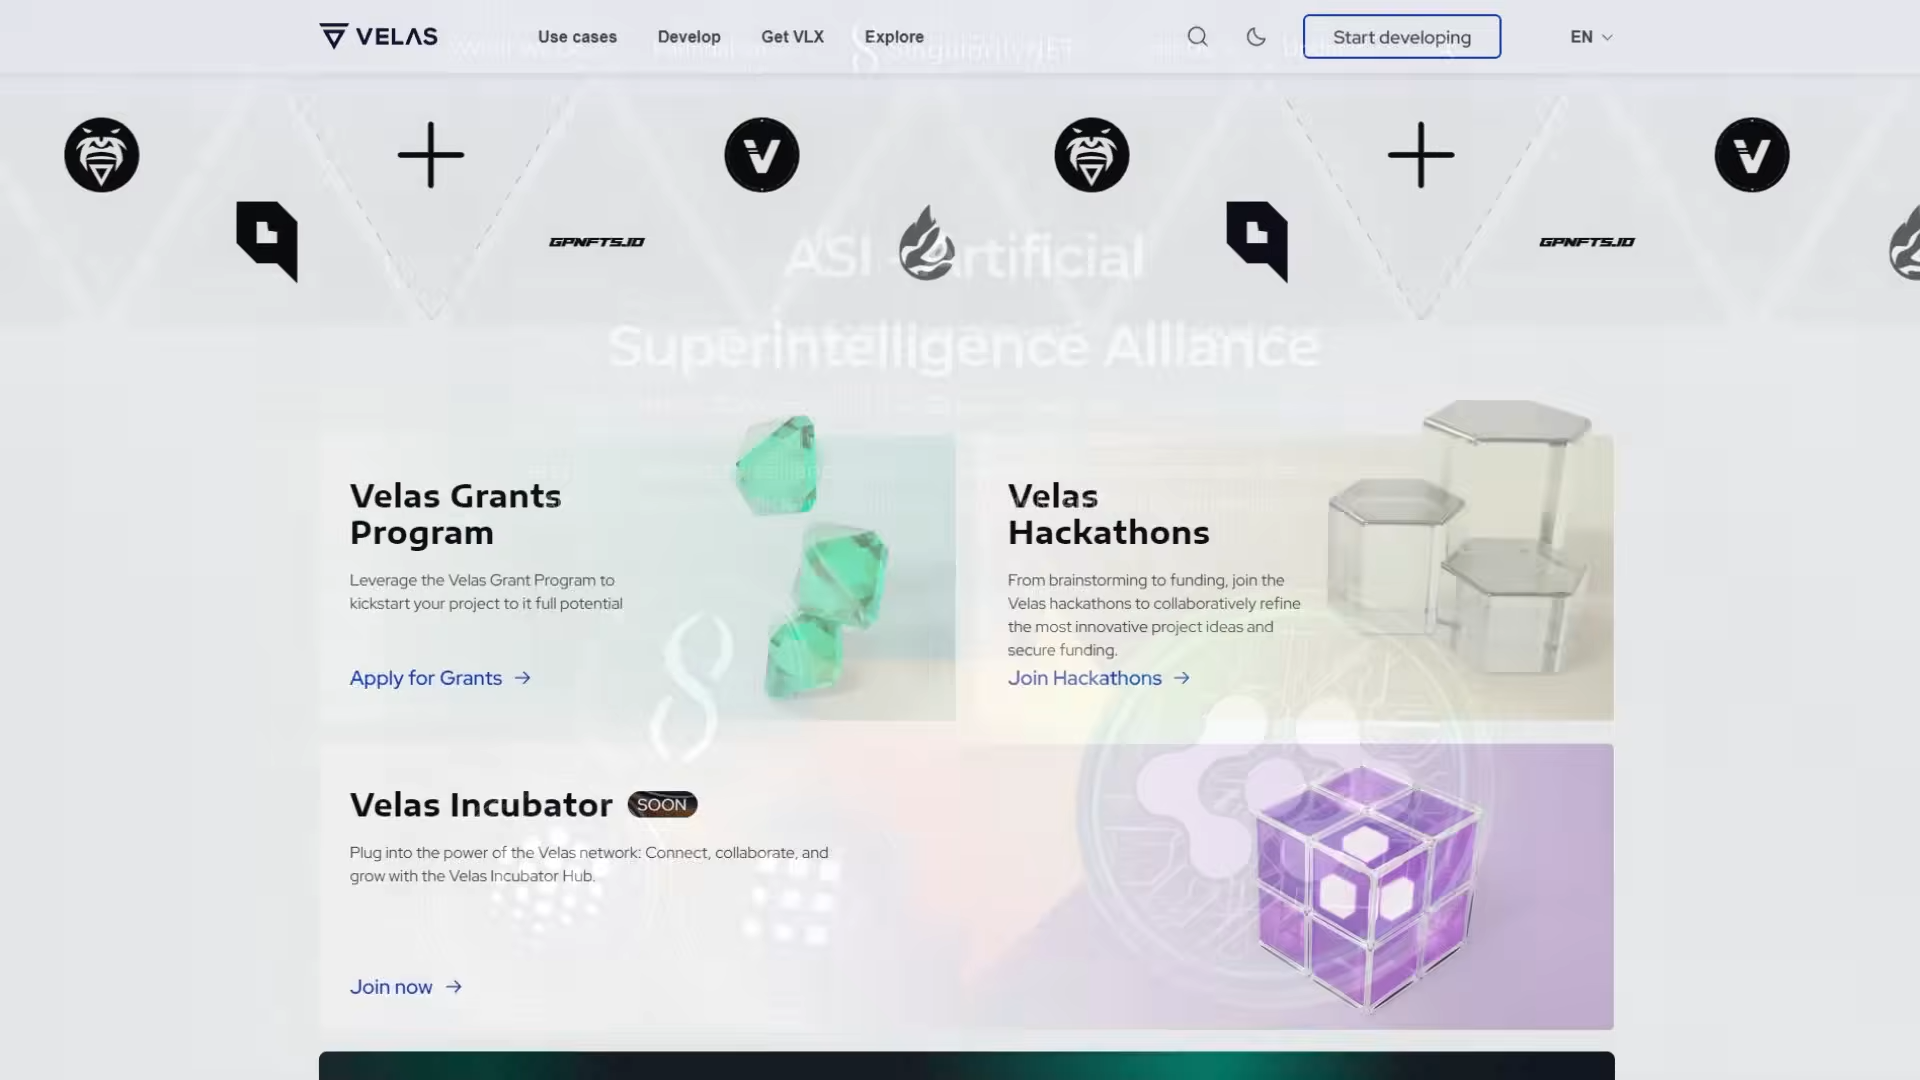 VELAS
Use cases
Develop
Get VLX
Explore
SingularityNET
Start developing
EN
GPNFTS.IO
GPNFTS.IO
ASI - Artificial
Superintelligence Alliance
Velas Grants
Program
Leverage the Velas Grant Program to
kickstart your project to it full potential
Apply for Grants
Velas
Hackathons
From brainstorming to funding, join the
Velas hackathons to collaboratively refine
the most innovative project ideas and
secure funding.
Join Hackathons
Velas Incubator SOON
Plug into the power of the Velas network: Connect, collaborate, and
grow with the Velas Incubator Hub.
Join now